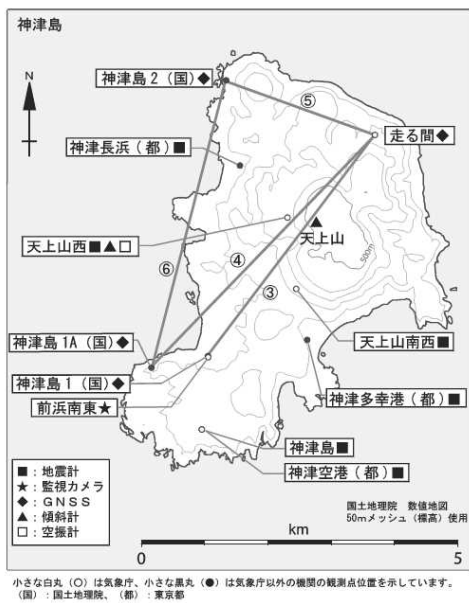 神津島
N
神津島2（国）◆
⑤
走る間◆
神津長浜（都）■
天上山西■▲□
天上山
500m
⑥
④
③
神津島1A（国）◆
天上山南西■
神津島1（国）◆
神津多幸港（都）■
前浜南東★
神津島■
神津空港（都）■
■：地震計
★：監視カメラ
◆：GNSS
▲：傾斜計
□：空振計
国土地理院　数値地図
50mメッシュ（標高）使用
km
0 5
小さな白丸（○）は気象庁、小さな黒丸（●）は気象庁以外の機関の観測点位置を示しています。
（国）：国土地理院、（都）：東京都